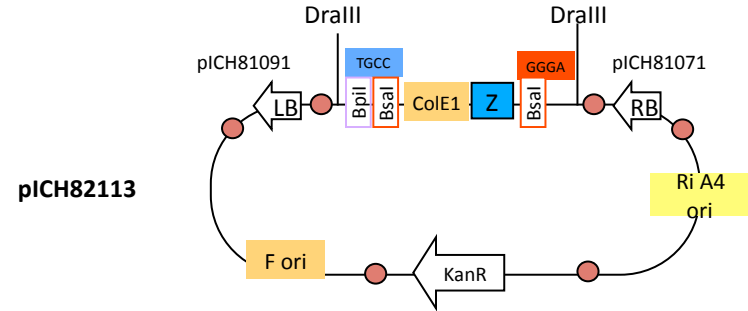 DraIII
DraIII
pICH81091
TGCC
GGGA
pICH81071
LB
BpiI
BsaI
ColE1
Z
BsaI
RB
pICH82113
Ri A4
ori
F ori
KanR